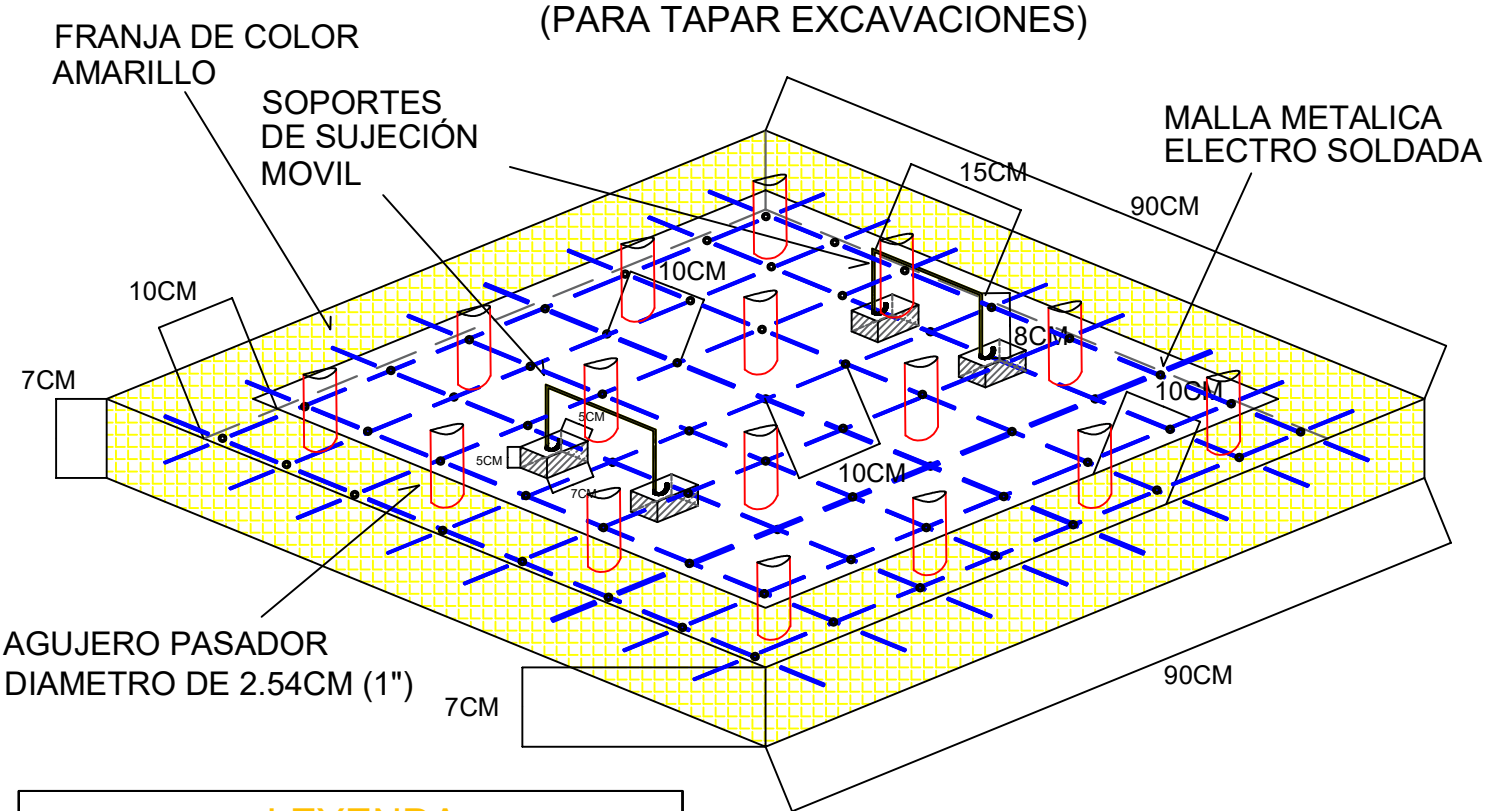 (PARA TAPAR EXCAVACIONES)
FRANJA DE COLOR
AMARILLO
SOPORTES
DE SUJECIÓN
MOVIL
MALLA METALICA
ELECTRO SOLDADA
15CM
90CM
10CM
10CM
8CM
7CM
10CM
5CM
5CM
7CM
10CM
AGUJERO PASADOR
DIAMETRO DE 2.54CM (1")
7CM
90CM
LEYENDA